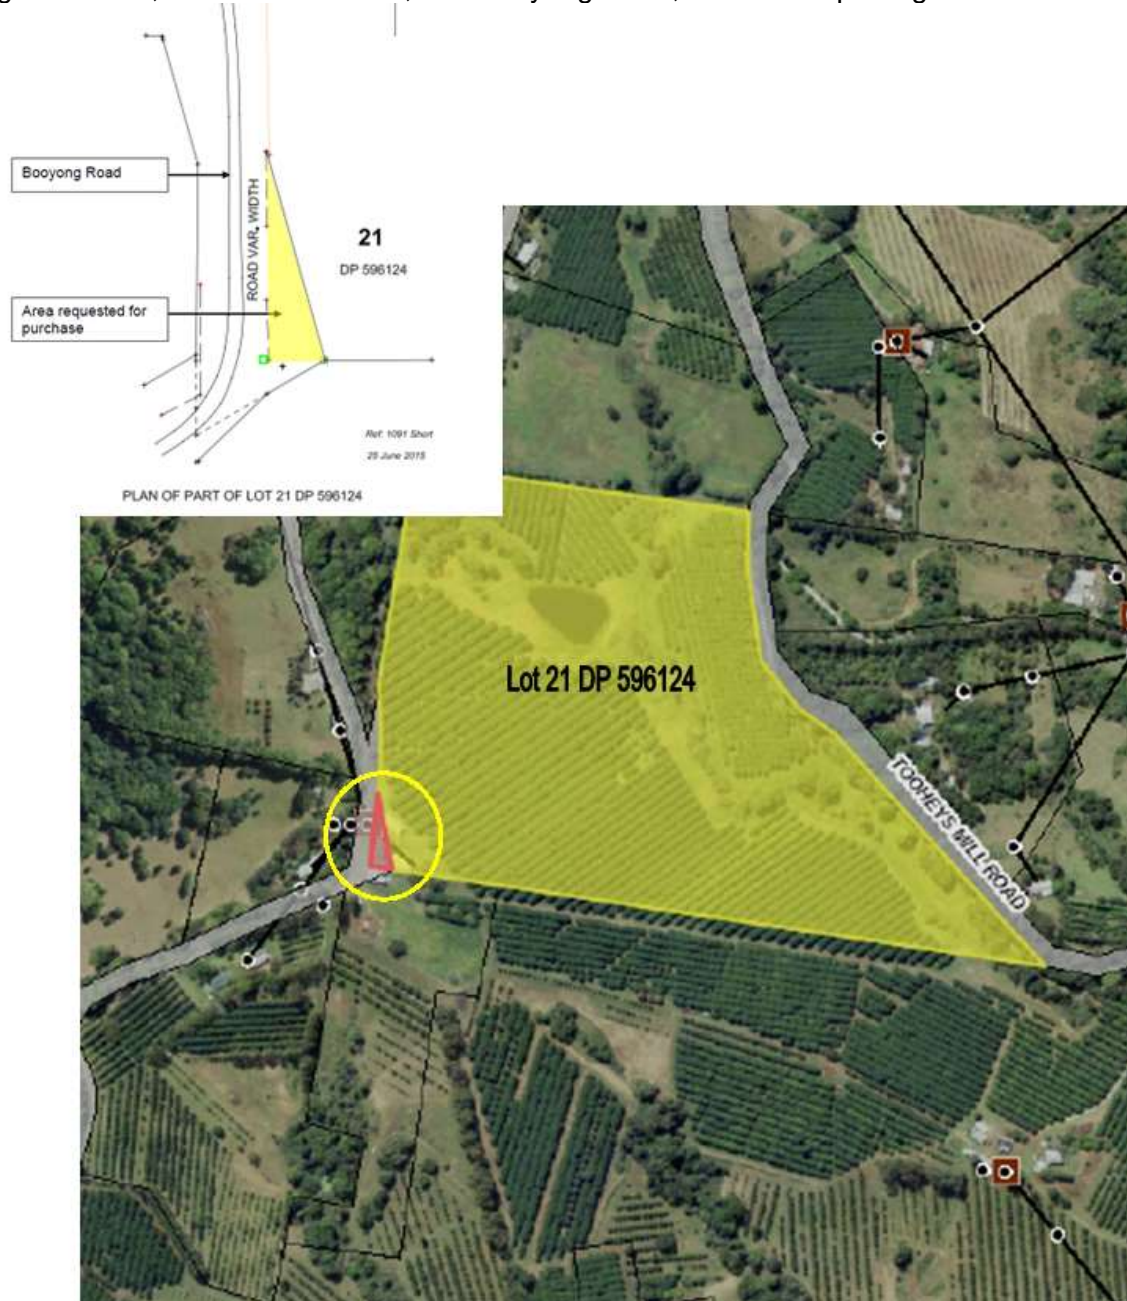 Booyong Road
ROAD VAR. WIDTH
21
DP 596124
Area requested for
purchase
Ref: 1091 Short
25 June 2015
PLAN OF PART OF LOT 21 DP 596124
Lot 21 DP 596124
TOOHEYS MILL ROAD